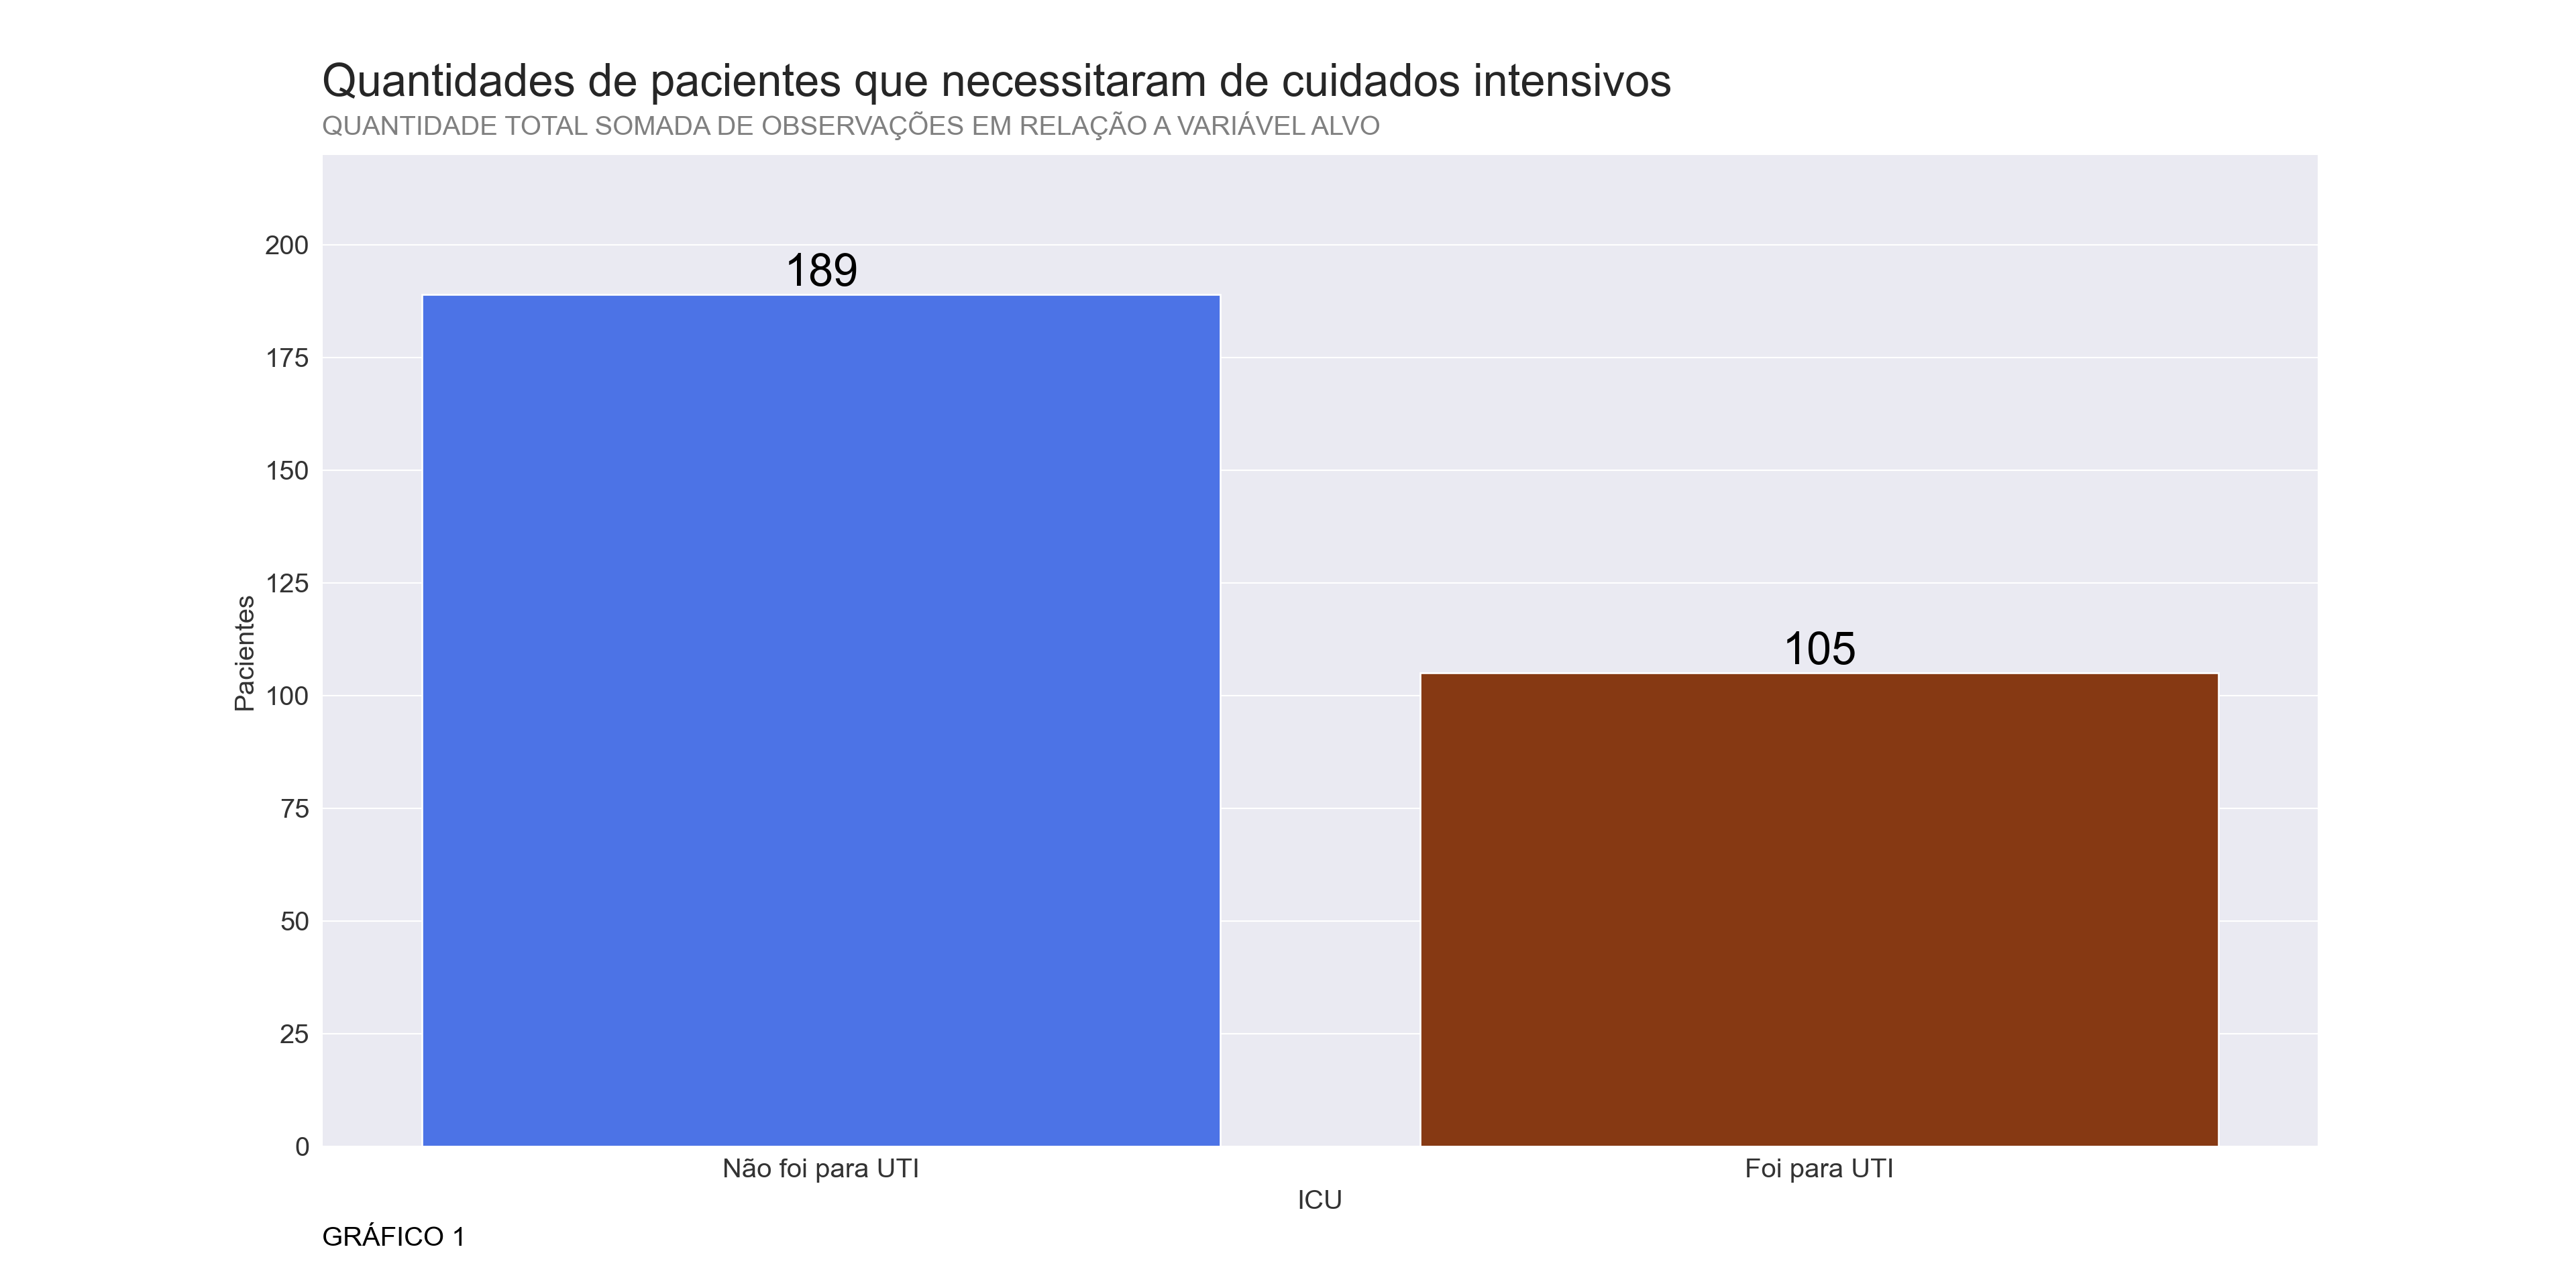 Quantidades de pacientes que necessitaram de cuidados intensivos
QUANTIDADE TOTAL SOMADA DE OBSERVAÇÕES EM RELAÇÃO A VARIÁVEL ALVO
Pacientes
200
175
150
125
100
75
50
25
0
189
105
Não foi para UTI
Foi para UTI
ICU
GRÁFICO 1